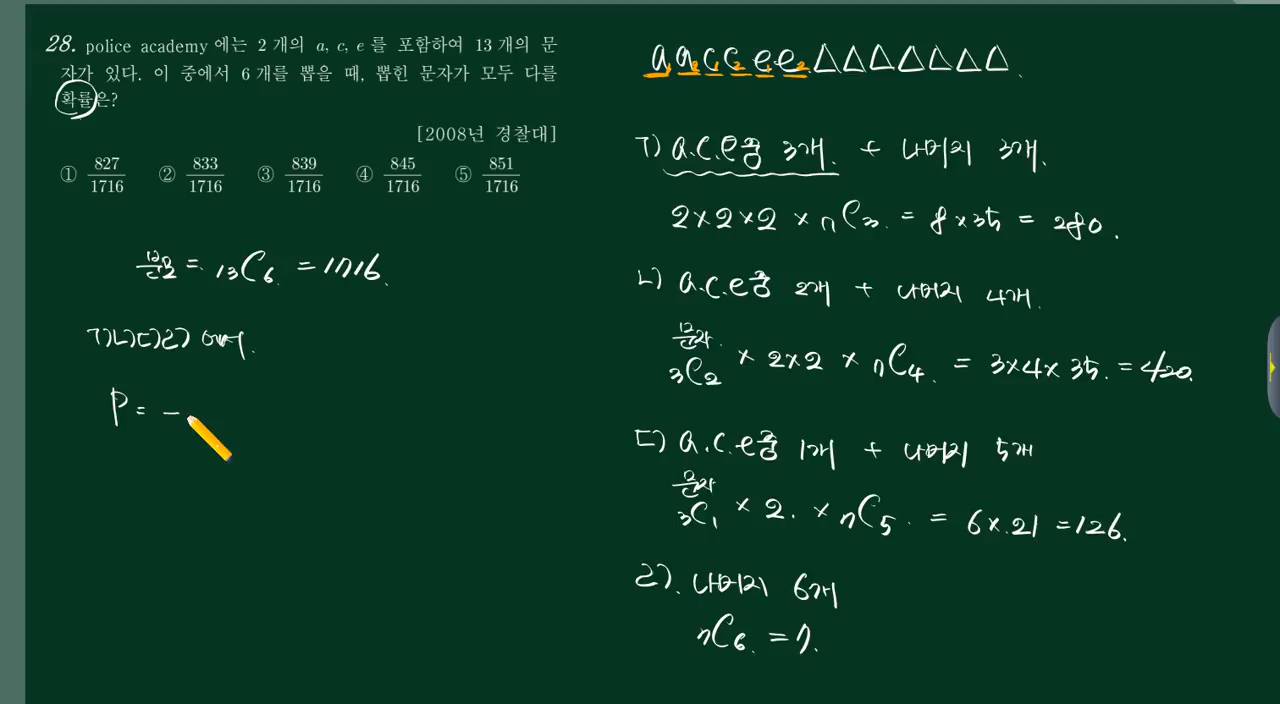 28. police academy 에는 2 개의 a, c, e 를 포함하여 13 개의 문
자가 있다. 이 중에서 6 개를 뽑을 때, 뽑힌 문자가 모두 다를
확률은?
[2008년 경찰대]
① 827/1716 ② 833/1716 ③ 839/1716 ④ 845/1716 ⑤ 851/1716
분모 = ₁₃C₆ = 1716
ㄱ)ㄴ)ㄷ)ㄹ) 에서
P = −
a a c c e e △△△△△△△
ㄱ) a.c.e중 3개. + 나머지 3개.
2×2×2 × ₇C₃ = 8×35 = 280.
ㄴ) a.c.e중 2개 + 나머지 4개.
문자
₃C₂ × 2×2 × ₇C₄ = 3×4×35 = 420.
ㄷ) a.c.e중 1개 + 나머지 5개
문자
₃C₁ × 2. × ₇C₅ = 6×21 = 126.
ㄹ). 나머지 6개
₇C₆ = 7.